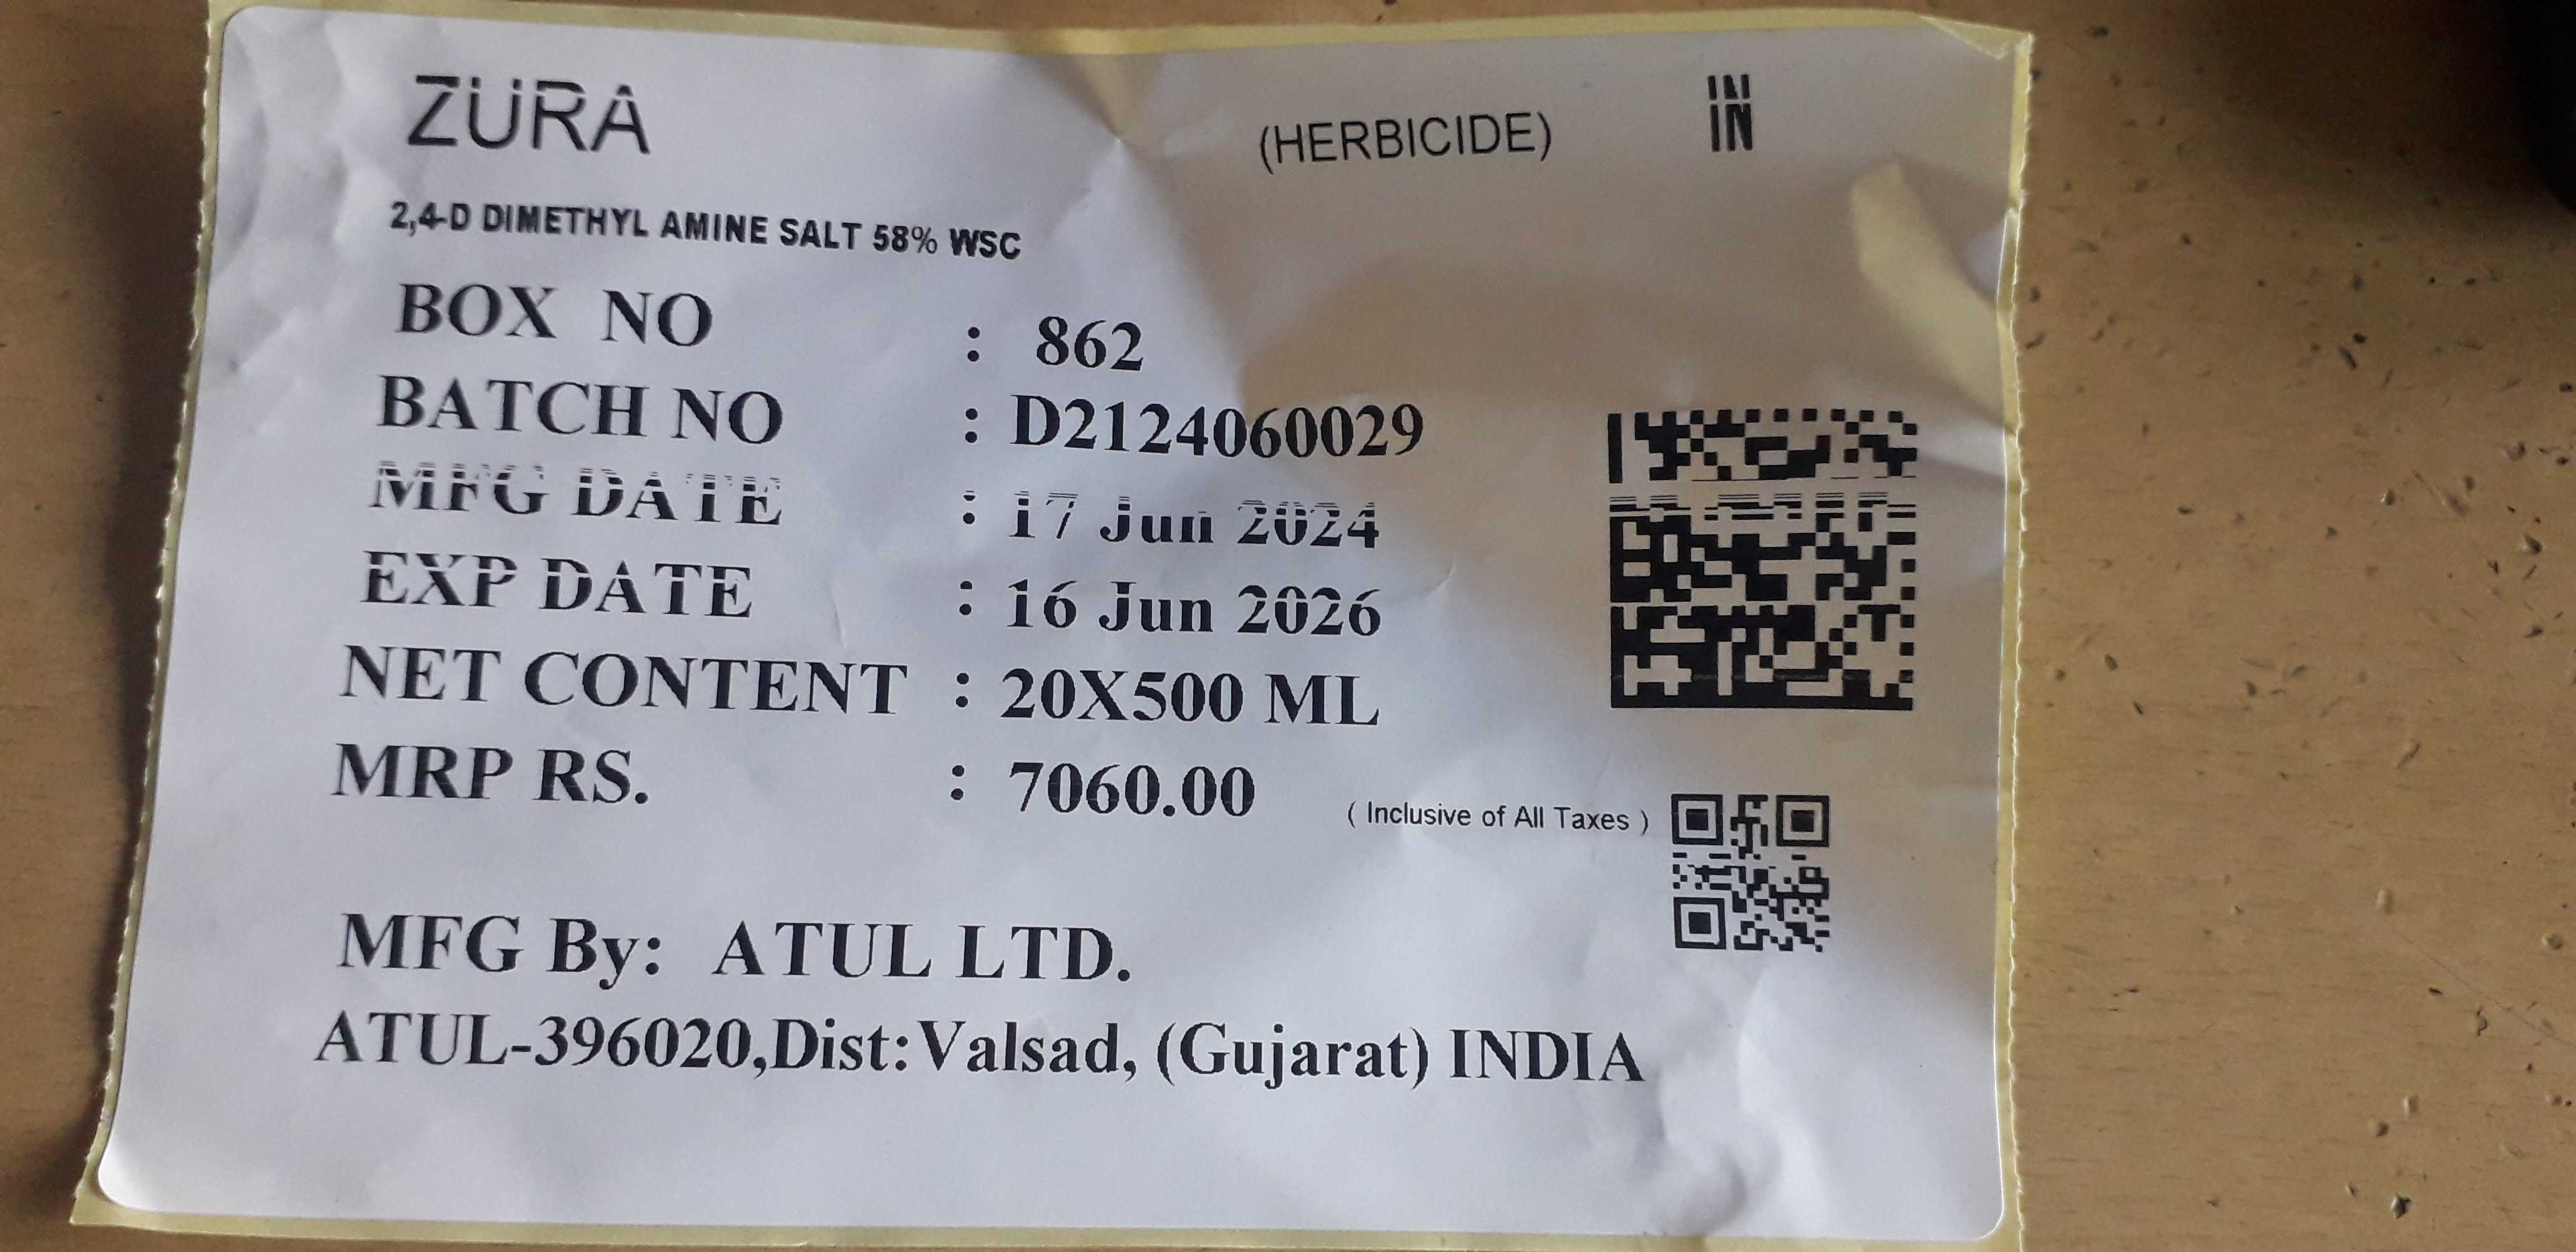 ZURA (HERBICIDE) IN
2,4-D DIMETHYL AMINE SALT 58% WSC
BOX NO : 862
BATCH NO : D2124060029
MFG DATE : 17 Jun 2024
EXP DATE : 16 Jun 2026
NET CONTENT : 20X500 ML
MRP RS. : 7060.00 ( Inclusive of All Taxes )
MFG By: ATUL LTD.
ATUL-396020,Dist:Valsad, (Gujarat) INDIA